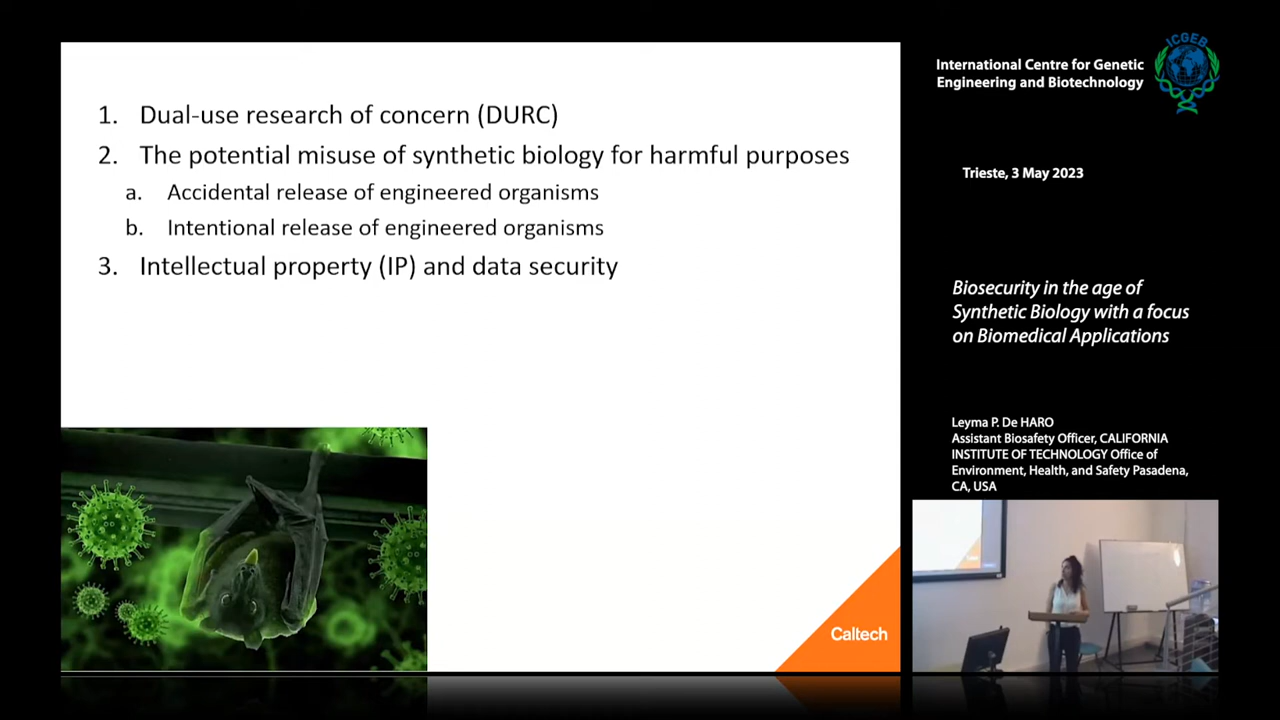 1. Dual-use research of concern (DURC)
2. The potential misuse of synthetic biology for harmful purposes
a. Accidental release of engineered organisms
b. Intentional release of engineered organisms
3. Intellectual property (IP) and data security
Caltech
International Centre for Genetic
Engineering and Biotechnology
ICGEB
Trieste, 3 May 2023
Biosecurity in the age of
Synthetic Biology with a focus
on Biomedical Applications
Leyma P. De HARO
Assistant Biosafety Officer, CALIFORNIA
INSTITUTE OF TECHNOLOGY Office of
Environment, Health, and Safety Pasadena,
CA, USA